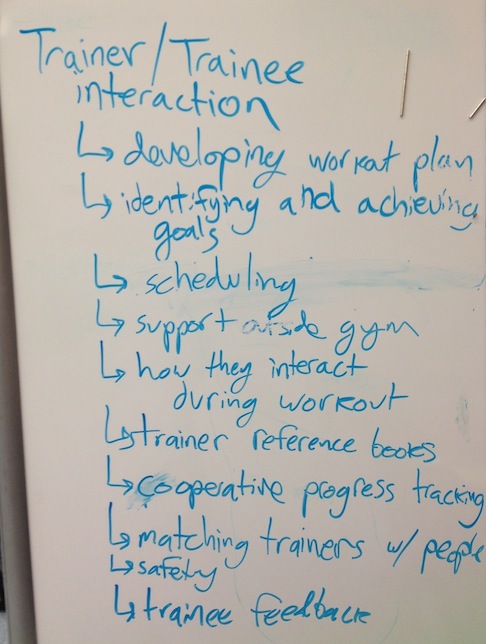 Trainer/Trainee
interaction
↳ developing workout plan
↳ identifying and achieving
goals
↳ scheduling
↳ support outside gym
↳ how they interact
during workout
↳ trainer reference books
↳ cooperative progress tracking
↳ matching trainers w/ people
↳ safety
↳ trainee feedback